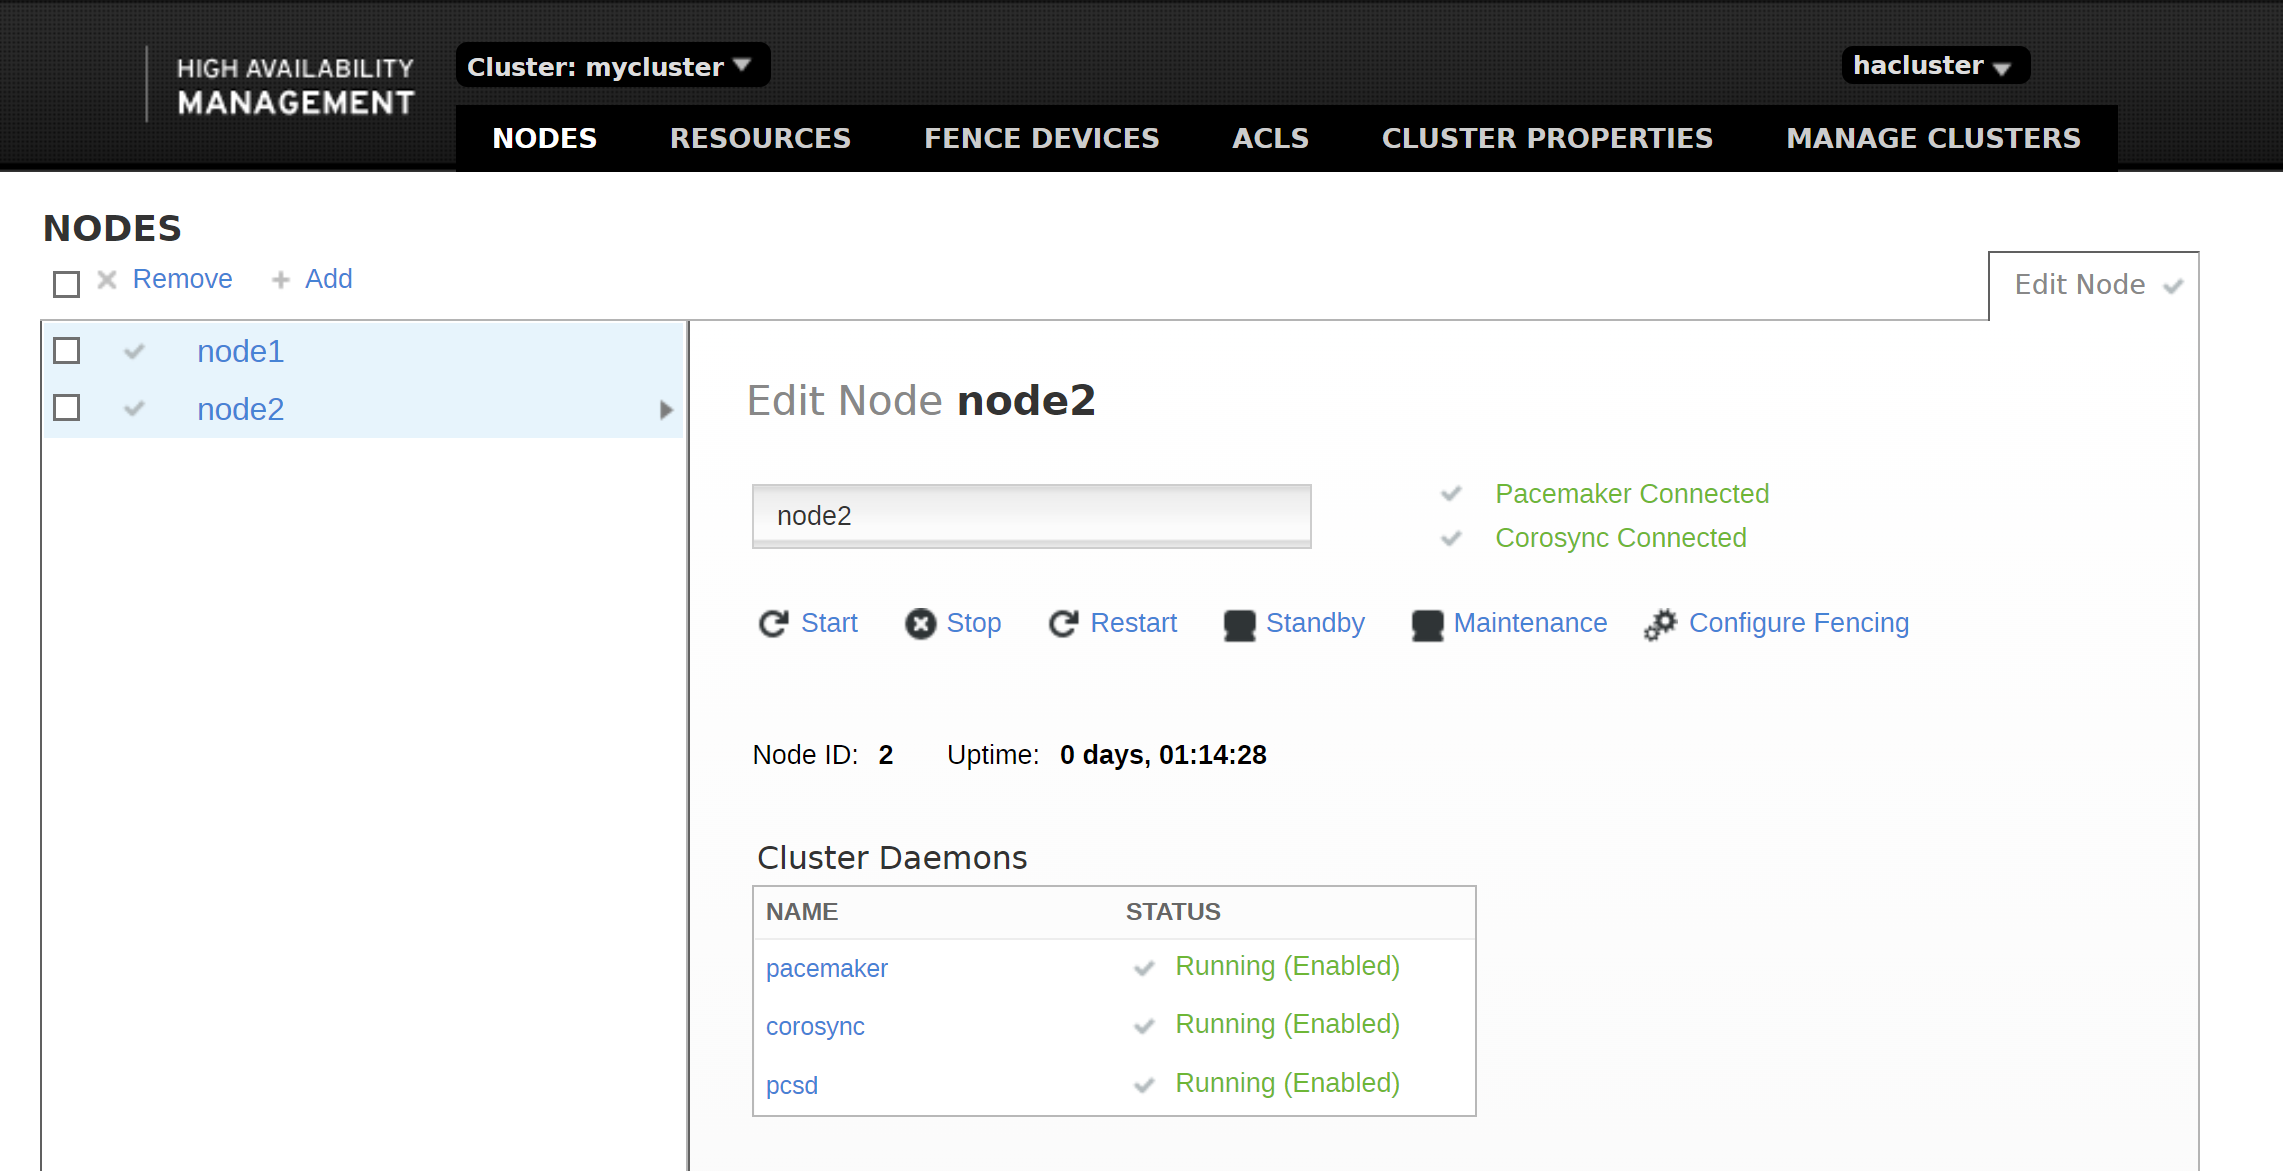 HIGH AVAILABILITY
MANAGEMENT
Cluster: mycluster
hacluster
NODES RESOURCES FENCE DEVICES ACLS CLUSTER PROPERTIES MANAGE CLUSTERS
NODES
Remove Add
Edit Node
node1
node2
Edit Node node2
node2
Pacemaker Connected
Corosync Connected
Start Stop Restart Standby Maintenance Configure Fencing
Node ID: 2 Uptime: 0 days, 01:14:28
Cluster Daemons
NAME STATUS
pacemaker Running (Enabled)
corosync Running (Enabled)
pcsd Running (Enabled)